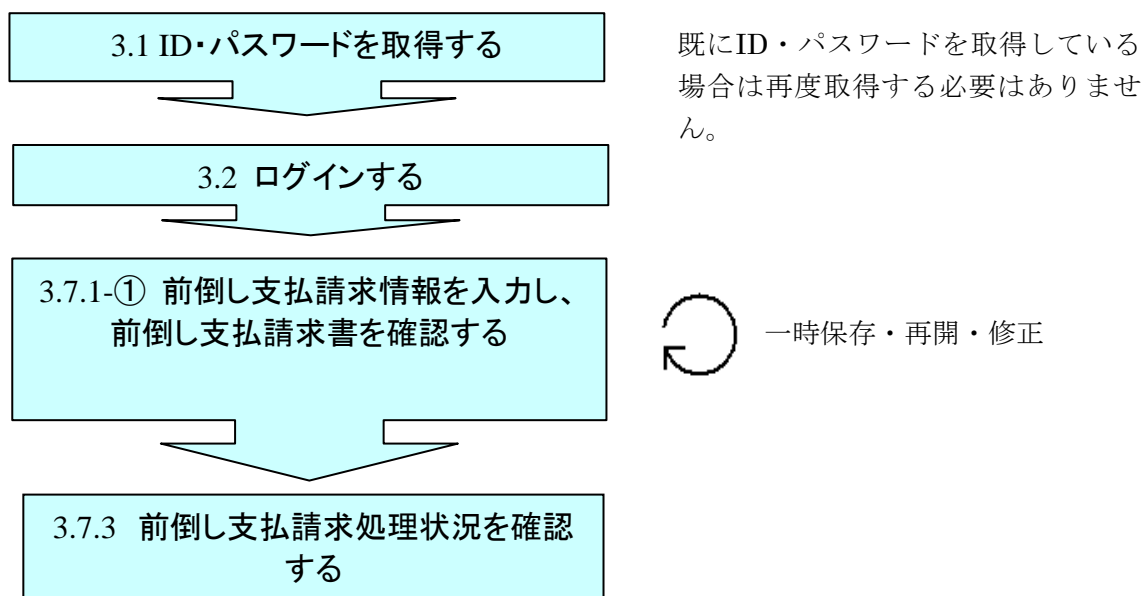 3.1 ID・パスワードを取得する
既にID・パスワードを取得している
場合は再度取得する必要はありませ
ん。
3.2 ログインする
3.7.1-① 前倒し支払請求情報を入力し、
前倒し支払請求書を確認する
一時保存・再開・修正
3.7.3 前倒し支払請求処理状況を確認
する